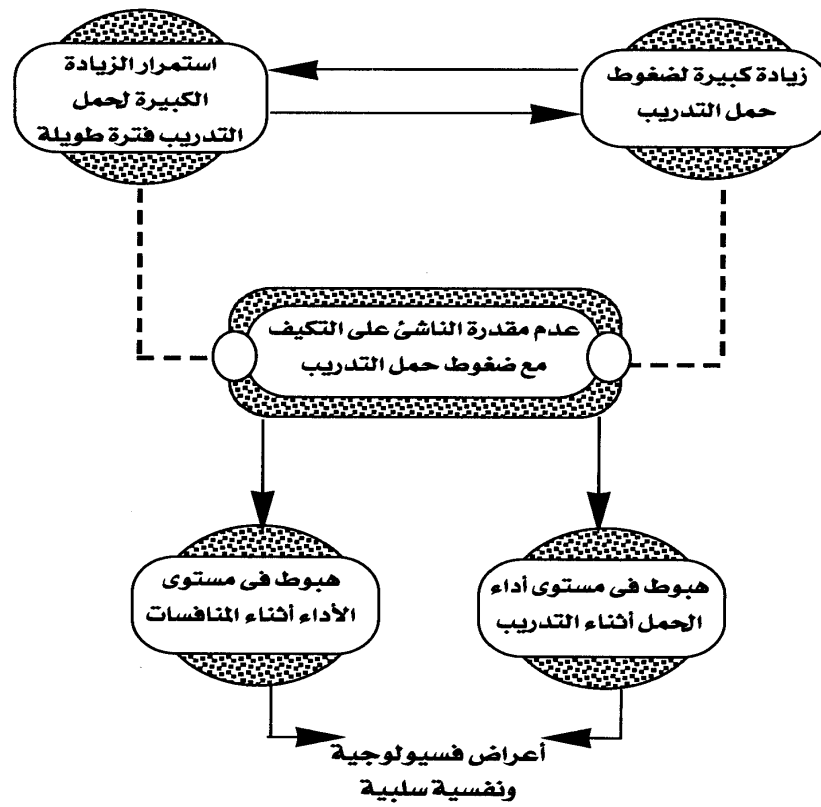 زيادة كبيرة لضغوط
حمل التدريب
استمرار الزيادة
الكبيرة لحمل
التدريب فترة طويلة
عدم مقدرة الناشئ على التكيف
مع ضغوط حمل التدريب
هبوط فى مستوى أداء
الحمل أثناء التدريب
هبوط فى مستوى
الأداء أثناء المنافسات
أعراض فسيولوجية
ونفسية سلبية